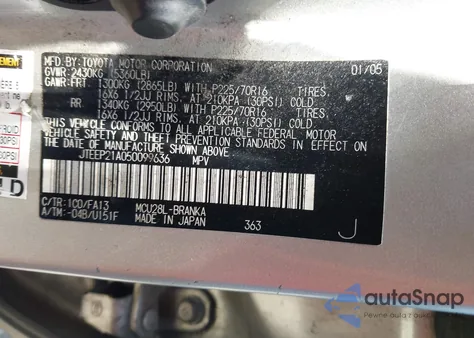 MFD. BY: TOYOTA MOTOR CORPORATION 01/05
GVWR: 2430KG (5360LB)
GAWR: FRT 1300KG (2865LB) WITH P225/70R16 TIRES.
16X6 1/2JJ RIMS. AT 210KPA (30PSI) COLD
RR 1340KG (2950LB) WITH P225/70R16 TIRES.
16X6 1/2JJ RIMS. AT 210KPA (30PSI) COLD
THIS VEHICLE CONFORMS TO ALL APPLICABLE FEDERAL MOTOR
VEHICLE SAFETY AND THEFT PREVENTION STANDARDS IN EFFECT ON
THE DATE OF MANUFACTURE SHOWN ABOVE.
JTEEP21A050099636 MPV
C/TR: 1C0/FA13 MCU28L-BRANKA
A/TM: -04B/U151F MADE IN JAPAN 363 J
D
autoSnap